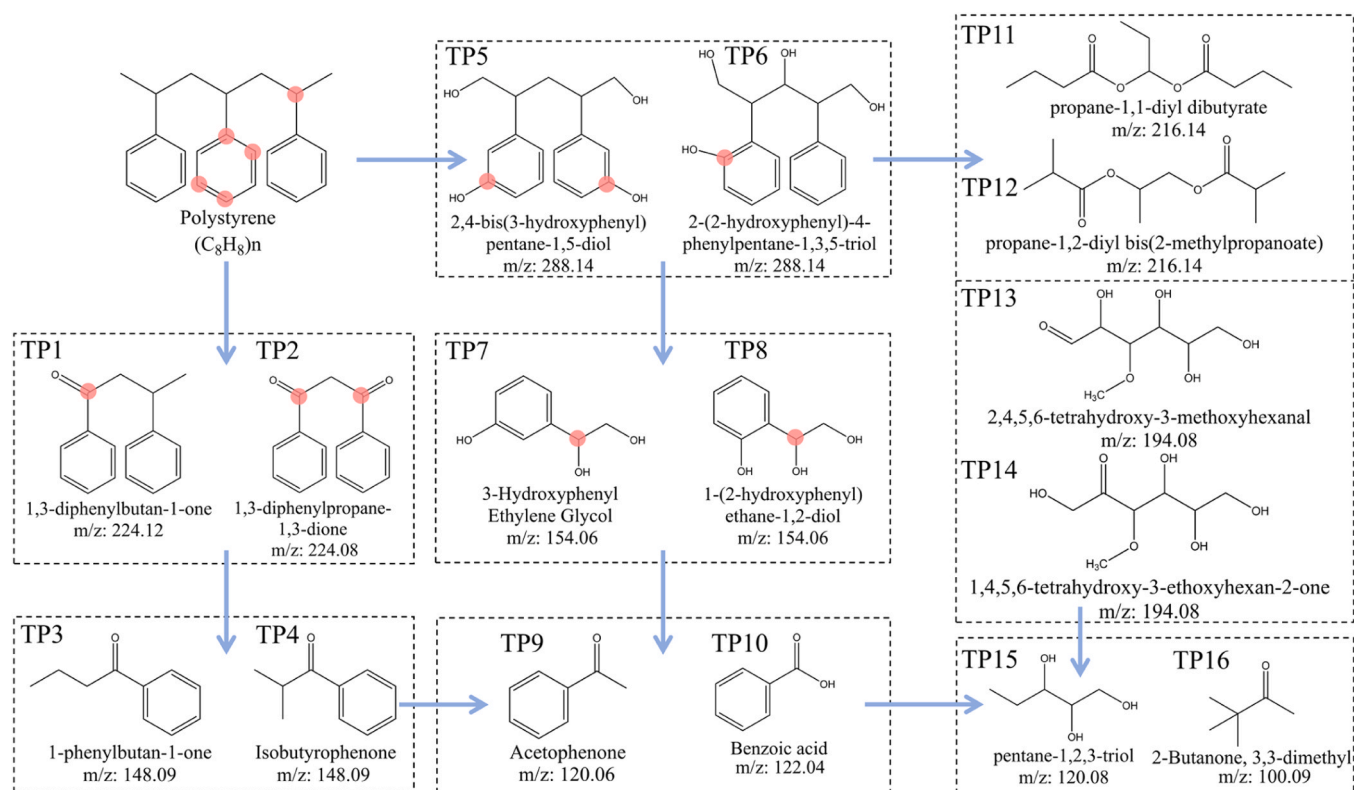 Polystyrene
(C₈H₈)n
TP5
HO
OH
HO
OH
2,4-bis(3-hydroxyphenyl)
pentane-1,5-diol
m/z: 288.14
TP6
HO
OH
OH
HO
2-(2-hydroxyphenyl)-4-
phenylpentane-1,3,5-triol
m/z: 288.14
TP11
O
O
O
O
propane-1,1-diyl dibutyrate
m/z: 216.14
TP12
O
O
O
O
propane-1,2-diyl bis(2-methylpropanoate)
m/z: 216.14
TP1
O
1,3-diphenylbutan-1-one
m/z: 224.12
TP2
O
O
1,3-diphenylpropane-
1,3-dione
m/z: 224.08
TP7
HO
OH
OH
3-Hydroxyphenyl
Ethylene Glycol
m/z: 154.06
TP8
OH
OH
OH
1-(2-hydroxyphenyl)
ethane-1,2-diol
m/z: 154.06
TP13
OH
OH
O
OH
O
OH
H₃C
2,4,5,6-tetrahydroxy-3-methoxyhexanal
m/z: 194.08
TP14
O
OH
HO
OH
O
OH
H₃C
1,4,5,6-tetrahydroxy-3-ethoxyhexan-2-one
m/z: 194.08
TP3
O
1-phenylbutan-1-one
m/z: 148.09
TP4
O
Isobutyrophenone
m/z: 148.09
TP9
O
Acetophenone
m/z: 120.06
TP10
O
OH
Benzoic acid
m/z: 122.04
TP15
OH
OH
OH
pentane-1,2,3-triol
m/z: 120.08
TP16
O
2-Butanone, 3,3-dimethyl
m/z: 100.09